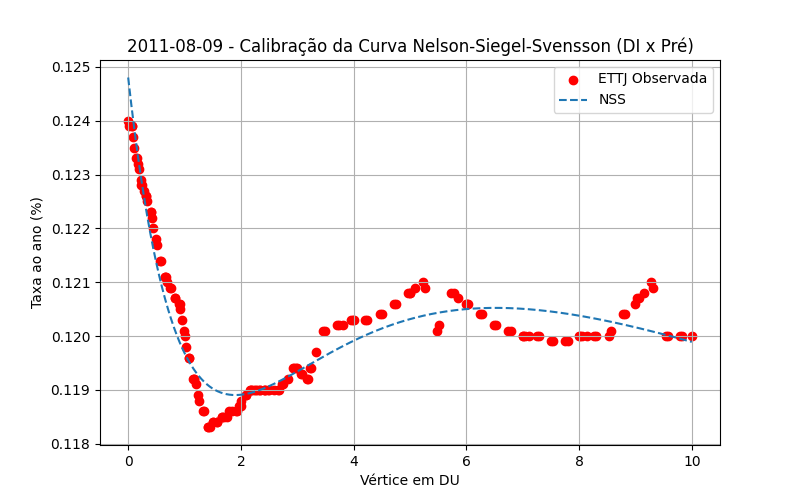 2011-08-09 - Calibração da Curva Nelson-Siegel-Svensson (DI x Pré)
ETTJ Observada
NSS
Taxa ao ano (%)
0.125
0.124
0.123
0.122
0.121
0.120
0.119
0.118
0 2 4 6 8 10
Vértice em DU